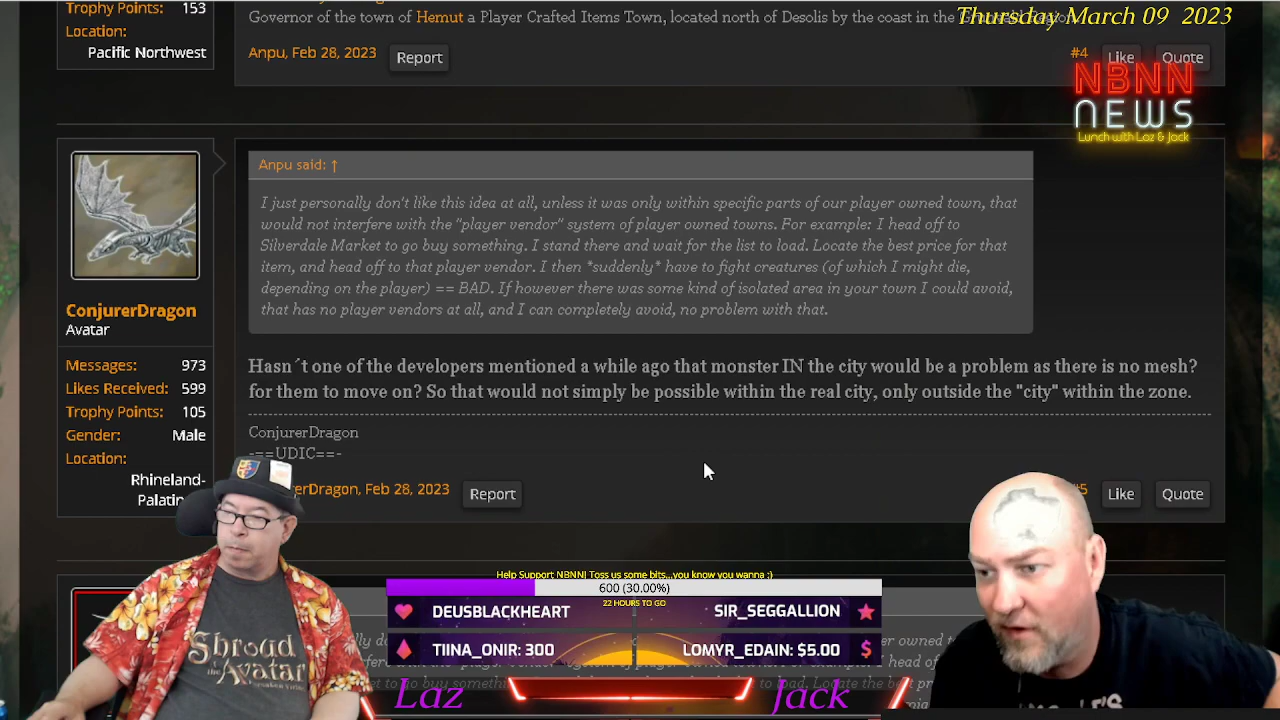 Trophy Points: 153
Location:
Pacific Northwest
Governor of the town of Hemut a Player Crafted Items Town, located north of Desolis by the coast in the
Thursday March 09 2023
Anpu, Feb 28, 2023 Report
#4 Like Quote
NBNN
NEWS
Lunch with Laz & Jack
Anpu said: ↑
I just personally don't like this idea at all, unless it was only within specific parts of our player owned town, that
would not interfere with the "player vendor" system of player owned towns. For example: I head off to
Silverdale Market to go buy something. I stand there and wait for the list to load. Locate the best price for that
item, and head off to that player vendor. I then *suddenly* have to fight creatures (of which I might die,
depending on the player) == BAD. If however there was some kind of isolated area in your town I could avoid,
that has no player vendors at all, and I can completely avoid, no problem with that.
ConjurerDragon
Avatar
Messages: 973
Likes Received: 599
Trophy Points: 105
Gender: Male
Location:
Rhineland-
Palatin
Hasn´t one of the developers mentioned a while ago that monster IN the city would be a problem as there is no mesh?
for them to move on? So that would not simply be possible within the real city, only outside the "city" within the zone.
ConjurerDragon
-==UDIC==-
rerDragon, Feb 28, 2023 Report
#5 Like Quote
Help Support NBNN! Toss us some bits...you know you wanna :)
600 (30.00%)
22 HOURS TO GO
DEUSBLACKHEART SIR_SEGGALLION
TIINA_ONIR: 300 LOMYR_EDAIN: $5.00
Shroud
of the Avatar
Laz Jack